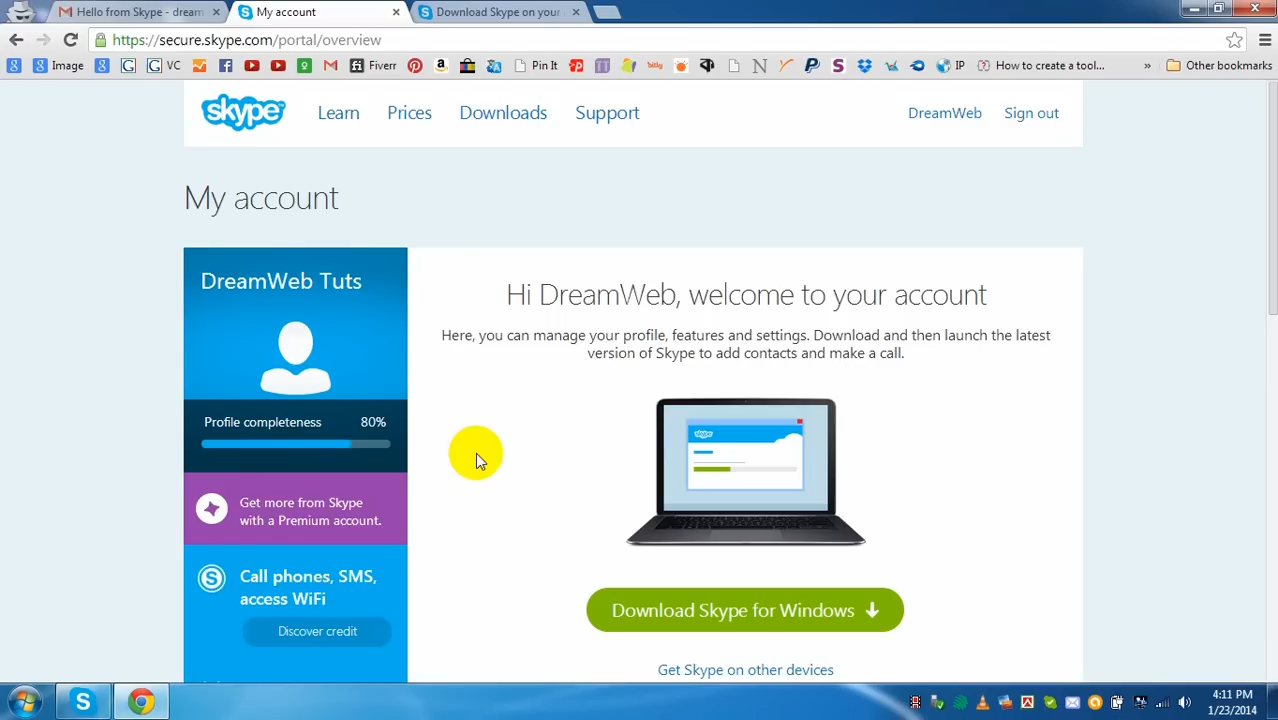 Hello from Skype - dream
My account
Download Skype on your
https://secure.skype.com/portal/overview
Image
VC
Fiverr
Pin It
bitly
IP
How to create a tool...
»
Other bookmarks
skype
Learn
Prices
Downloads
Support
DreamWeb
Sign out
My account
DreamWeb Tuts
Profile completeness 80%
Get more from Skype
with a Premium account.
Call phones, SMS,
access WiFi
Discover credit
Hi DreamWeb, welcome to your account
Here, you can manage your profile, features and settings. Download and then launch the latest
version of Skype to add contacts and make a call.
skype
Download Skype for Windows
Get Skype on other devices
4:11 PM
1/23/2014